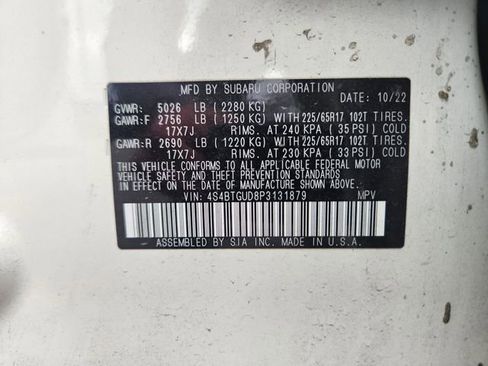 MFD BY SUBARU CORPORATION
DATE: 10/22
GVWR: 5026 LB (2280 KG)
GAWR:F 2756 LB (1250 KG) WITH 225/65R17 102T TIRES.
17X7J RIMS. AT 240 KPA (35 PSI) COLD
GAWR:R 2690 LB (1220 KG) WITH 225/65R17 102T TIRES.
17X7J RIMS. AT 230 KPA (33 PSI) COLD
THIS VEHICLE CONFORMS TO ALL APPLICABLE FEDERAL MOTOR
VEHICLE SAFETY AND THEFT PREVENTION STANDARDS IN EFFECT
ON THE DATE OF MANUFACTURE SHOWN ABOVE.
VIN: 4S4BTGUD8P3131879 MPV
ASSEMBLED BY SIA INC. MADE IN U.S.A.